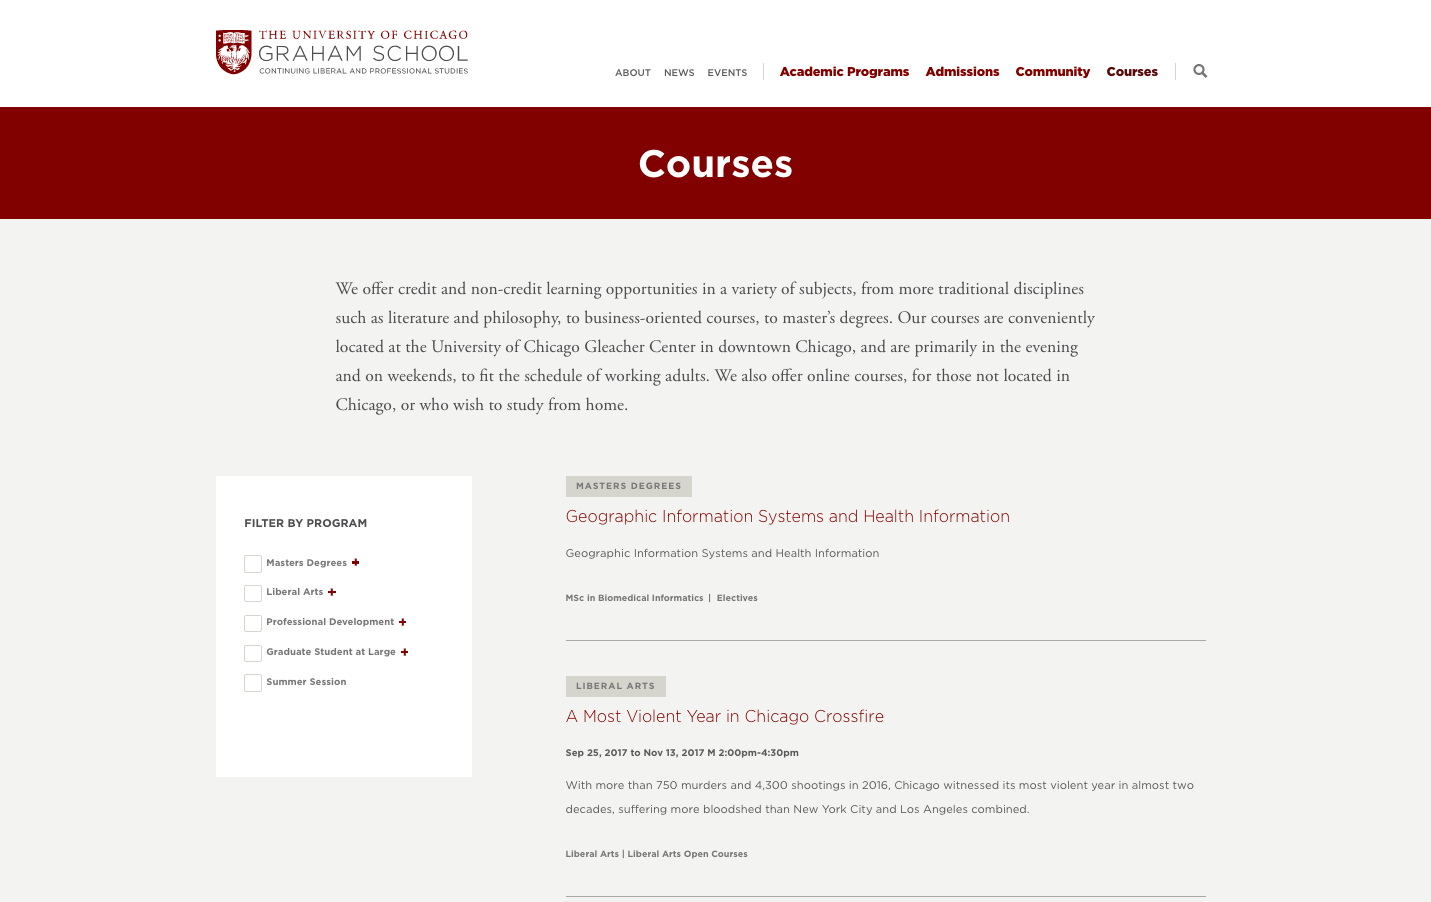 THE UNIVERSITY OF CHICAGO
GRAHAM SCHOOL
CONTINUING LIBERAL AND PROFESSIONAL STUDIES
ABOUT NEWS EVENTS Academic Programs Admissions Community Courses
Courses
We offer credit and non-credit learning opportunities in a variety of subjects, from more traditional disciplines
such as literature and philosophy, to business-oriented courses, to master’s degrees. Our courses are conveniently
located at the University of Chicago Gleacher Center in downtown Chicago, and are primarily in the evening
and on weekends, to fit the schedule of working adults. We also offer online courses, for those not located in
Chicago, or who wish to study from home.
FILTER BY PROGRAM
Masters Degrees +
Liberal Arts +
Professional Development +
Graduate Student at Large +
Summer Session
MASTERS DEGREES
Geographic Information Systems and Health Information
Geographic Information Systems and Health Information
MSc in Biomedical Informatics | Electives
LIBERAL ARTS
A Most Violent Year in Chicago Crossfire
Sep 25, 2017 to Nov 13, 2017 M 2:00pm-4:30pm
With more than 750 murders and 4,300 shootings in 2016, Chicago witnessed its most violent year in almost two
decades, suffering more bloodshed than New York City and Los Angeles combined.
Liberal Arts | Liberal Arts Open Courses